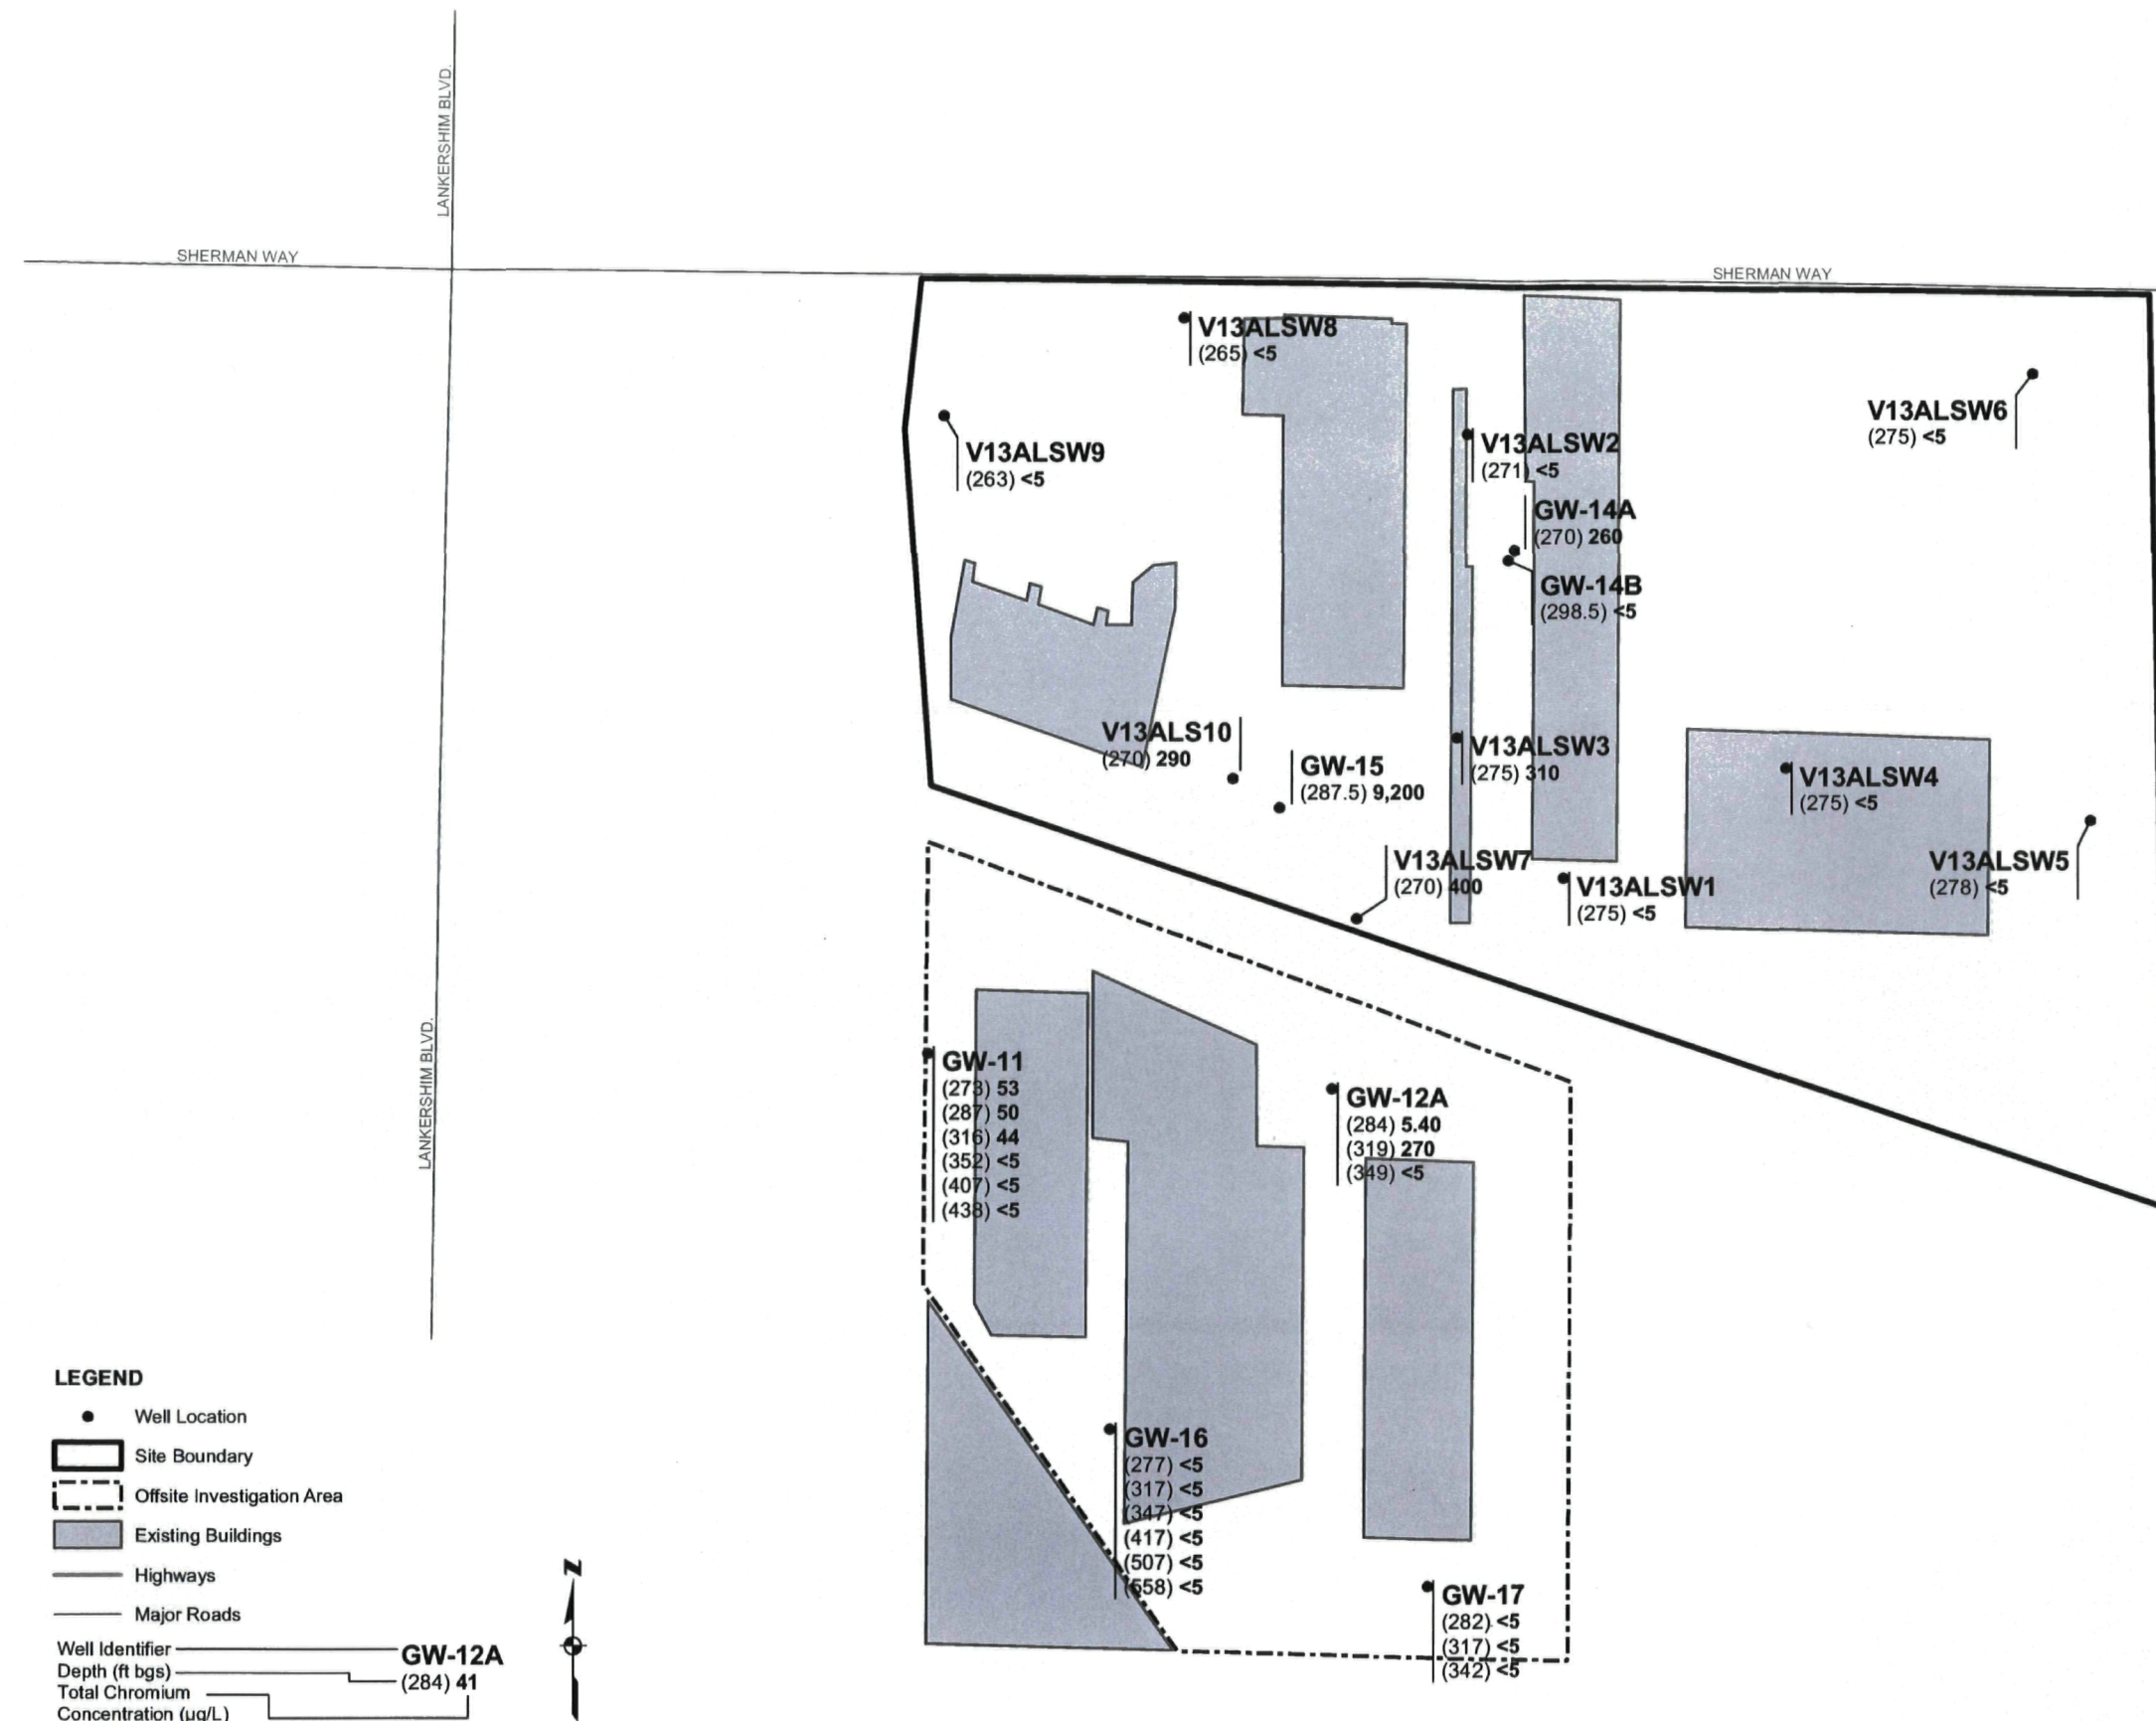 LANKERSHIM BLVD.
SHERMAN WAY
SHERMAN WAY
V13ALSW8
(265) <5
V13ALSW6
(275) <5
V13ALSW9
(263) <5
V13ALSW2
(271) <5
GW-14A
(270) 260
GW-14B
(298.5) <5
V13ALS10
(270) 290
GW-15
(287.5) 9,200
V13ALSW3
(275) 310
V13ALSW4
(275) <5
V13ALSW7
(270) 400
V13ALSW1
(275) <5
V13ALSW5
(278) <5
LANKERSHIM BLVD.
GW-11
(273) 53
(287) 50
(316) 44
(352) <5
(407) <5
(438) <5
GW-12A
(284) 5.40
(319) 270
(349) <5
GW-16
(277) <5
(317) <5
(347) <5
(417) <5
(507) <5
(558) <5
GW-17
(282) <5
(317) <5
(342) <5
LEGEND
Well Location
Site Boundary
Offsite Investigation Area
Existing Buildings
Highways
Major Roads
Well Identifier
GW-12A
Depth (ft bgs)
(284) 41
Total Chromium
Concentration (µg/L)
N